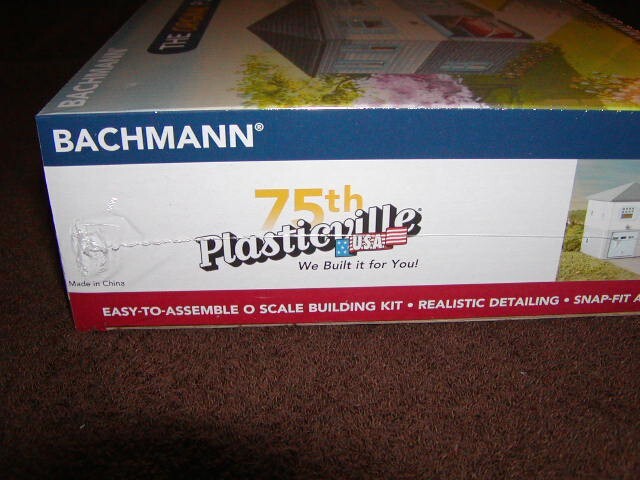 THE
BACHMANN
BACHMANN®
75th
Plasticville®
U.S.A.
We Built it for You!
Made in China
EASY-TO-ASSEMBLE O SCALE BUILDING KIT • REALISTIC DETAILING • SNAP-FIT A